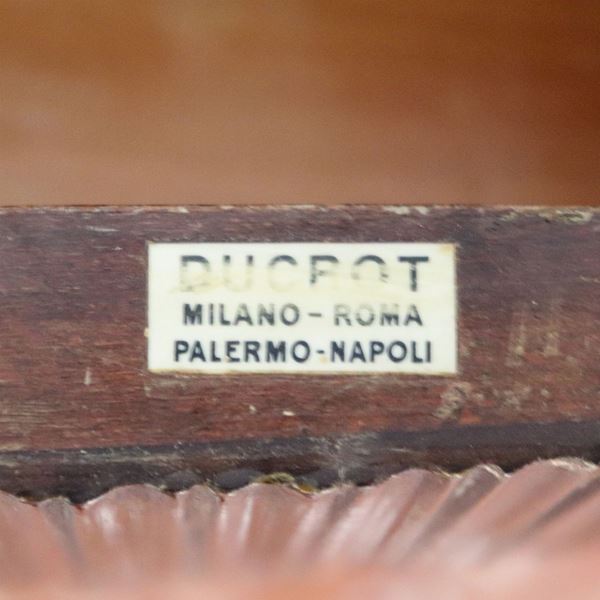 DUCROT
MILANO - ROMA
PALERMO - NAPOLI